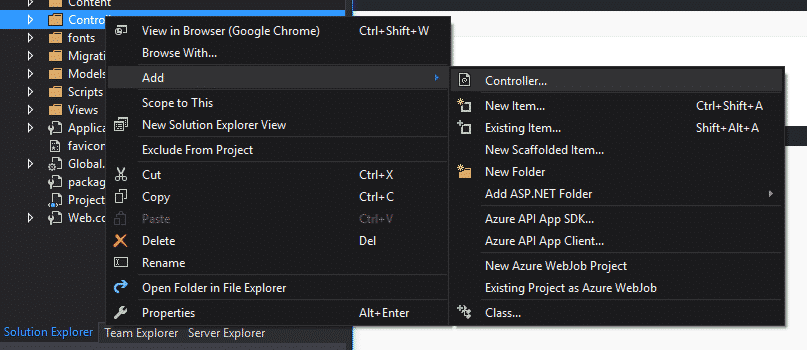 Content
Controll
fonts
Migrati
Models
Scripts
Views
Applica
favicon
Global.
packag
Project
Web.co
Solution Explorer Team Explorer Server Explorer
View in Browser (Google Chrome) Ctrl+Shift+W
Browse With...
Add
Scope to This
New Solution Explorer View
Exclude From Project
Cut Ctrl+X
Copy Ctrl+C
Paste Ctrl+V
Delete Del
Rename
Open Folder in File Explorer
Properties Alt+Enter
Controller...
New Item... Ctrl+Shift+A
Existing Item... Shift+Alt+A
New Scaffolded Item...
New Folder
Add ASP.NET Folder
Azure API App SDK...
Azure API App Client...
New Azure WebJob Project
Existing Project as Azure WebJob
Class...